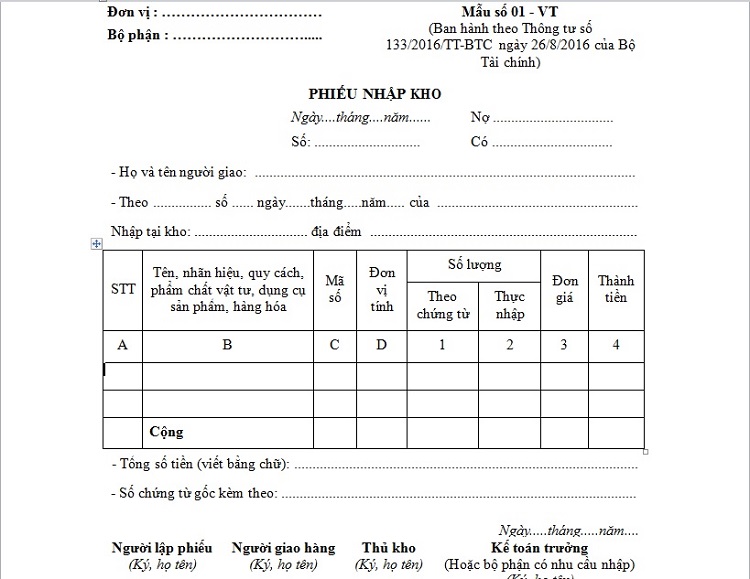 Đơn vị : ……………………………
Bộ phận : ……………………….....
Mẫu số 01 - VT
(Ban hành theo Thông tư số
133/2016/TT-BTC ngày 26/8/2016 của Bộ
Tài chính)
PHIẾU NHẬP KHO
Ngày....tháng....năm......
Nợ ...............................
Số: ...........................
Có ...............................
- Họ và tên người giao: ....................................................................................................
- Theo ............... số ...... ngày.......tháng.....năm..... của ....................................................
Nhập tại kho: ............................. địa điểm ....................................................................
STT
Tên, nhãn hiệu, quy cách,
phẩm chất vật tư, dụng cụ
sản phẩm, hàng hóa
Mã
số
Đơn
vị
tính
Số lượng
Theo
chứng từ
Thực
nhập
Đơn
giá
Thành
tiền
A B C D 1 2 3 4
Cộng
- Tổng số tiền (viết bằng chữ): ........................................................................................
- Số chứng từ gốc kèm theo: ...........................................................................................
Ngày.....tháng.....năm....
Người lập phiếu
(Ký, họ tên)
Người giao hàng
(Ký, họ tên)
Thủ kho
(Ký, họ tên)
Kế toán trưởng
(Hoặc bộ phận có nhu cầu nhập)
(Ký, họ tên)